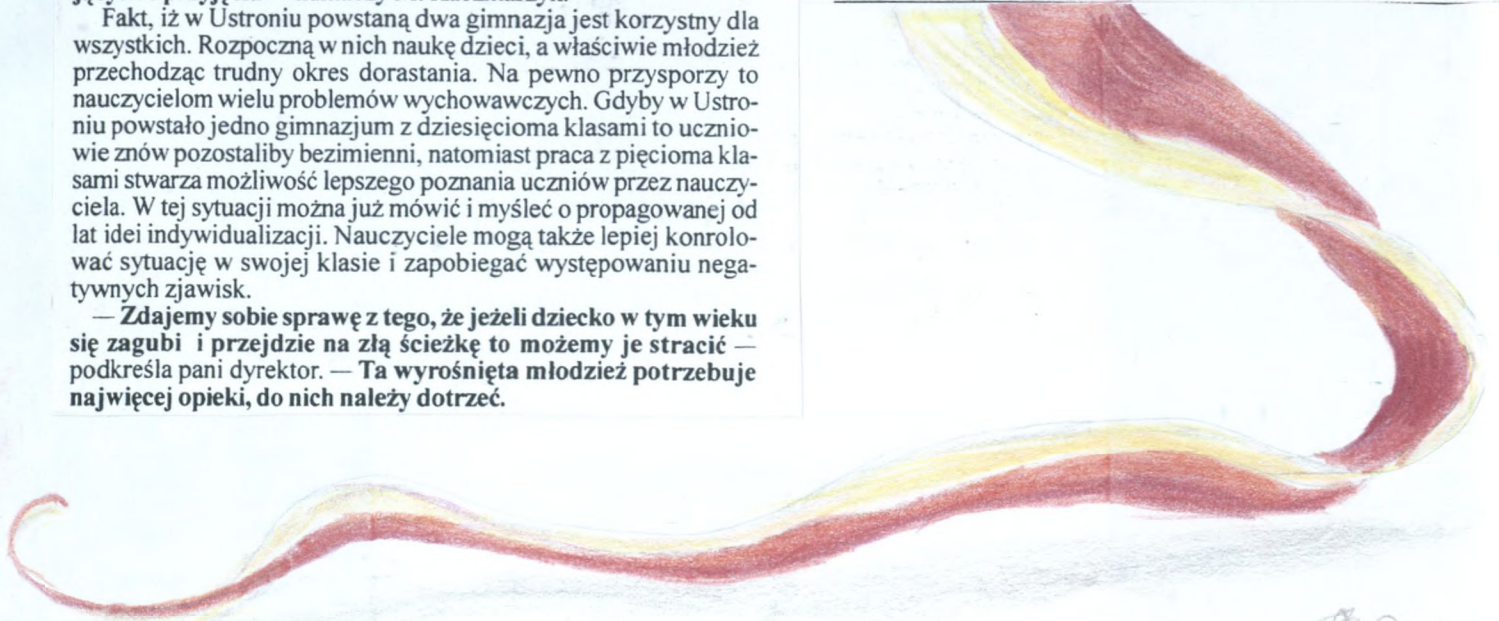 Fakt, iż w Ustroniu powstaną dwa gimnazja jest korzystny dla
wszystkich. Rozpoczną w nich naukę dzieci, a właściwie młodzież
przechodząc trudny okres dorastania. Na pewno przysporzy to
nauczycielom wielu problemów wychowawczych. Gdyby w Ustro-
niu powstało jedno gimnazjum z dziesięcioma klasami to ucznio-
wie znów pozostaliby bezimienni, natomiast praca z pięcioma kla-
sami stwarza możliwość lepszego poznania uczniów przez nauczy-
ciela. W tej sytuacji można już mówić i myśleć o propagowanej od
lat idei indywidualizacji. Nauczyciele mogą także lepiej konrolo-
wać sytuację w swojej klasie i zapobiegać występowaniu nega-
tywnych zjawisk.
— Zdajemy sobie sprawę z tego, że jeżeli dziecko w tym wieku
się zagubi i przejdzie na złą ścieżkę to możemy je stracić —
podkreśla pani dyrektor. — Ta wyrośnięta młodzież potrzebuje
najwięcej opieki, do nich należy dotrzeć.